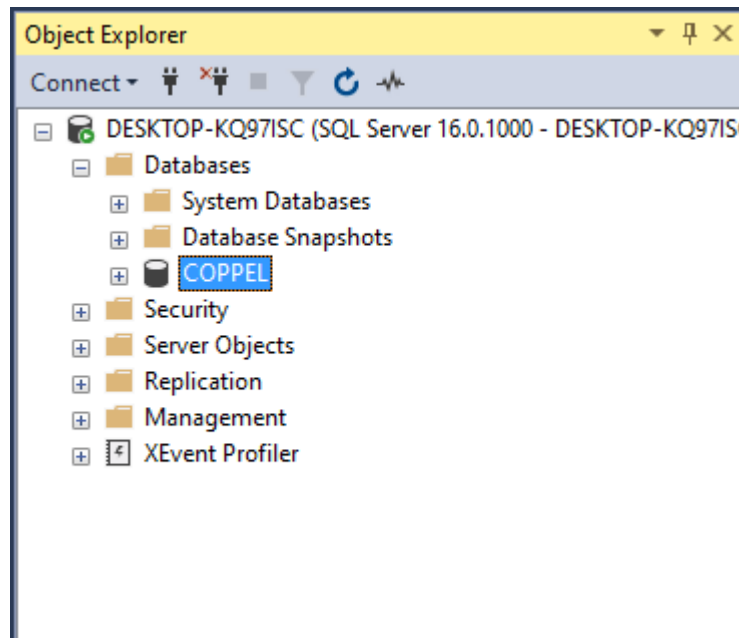 Object Explorer
Connect
DESKTOP-KQ97ISC (SQL Server 16.0.1000 - DESKTOP-KQ97IS
Databases
System Databases
Database Snapshots
COPPEL
Security
Server Objects
Replication
Management
XEvent Profiler